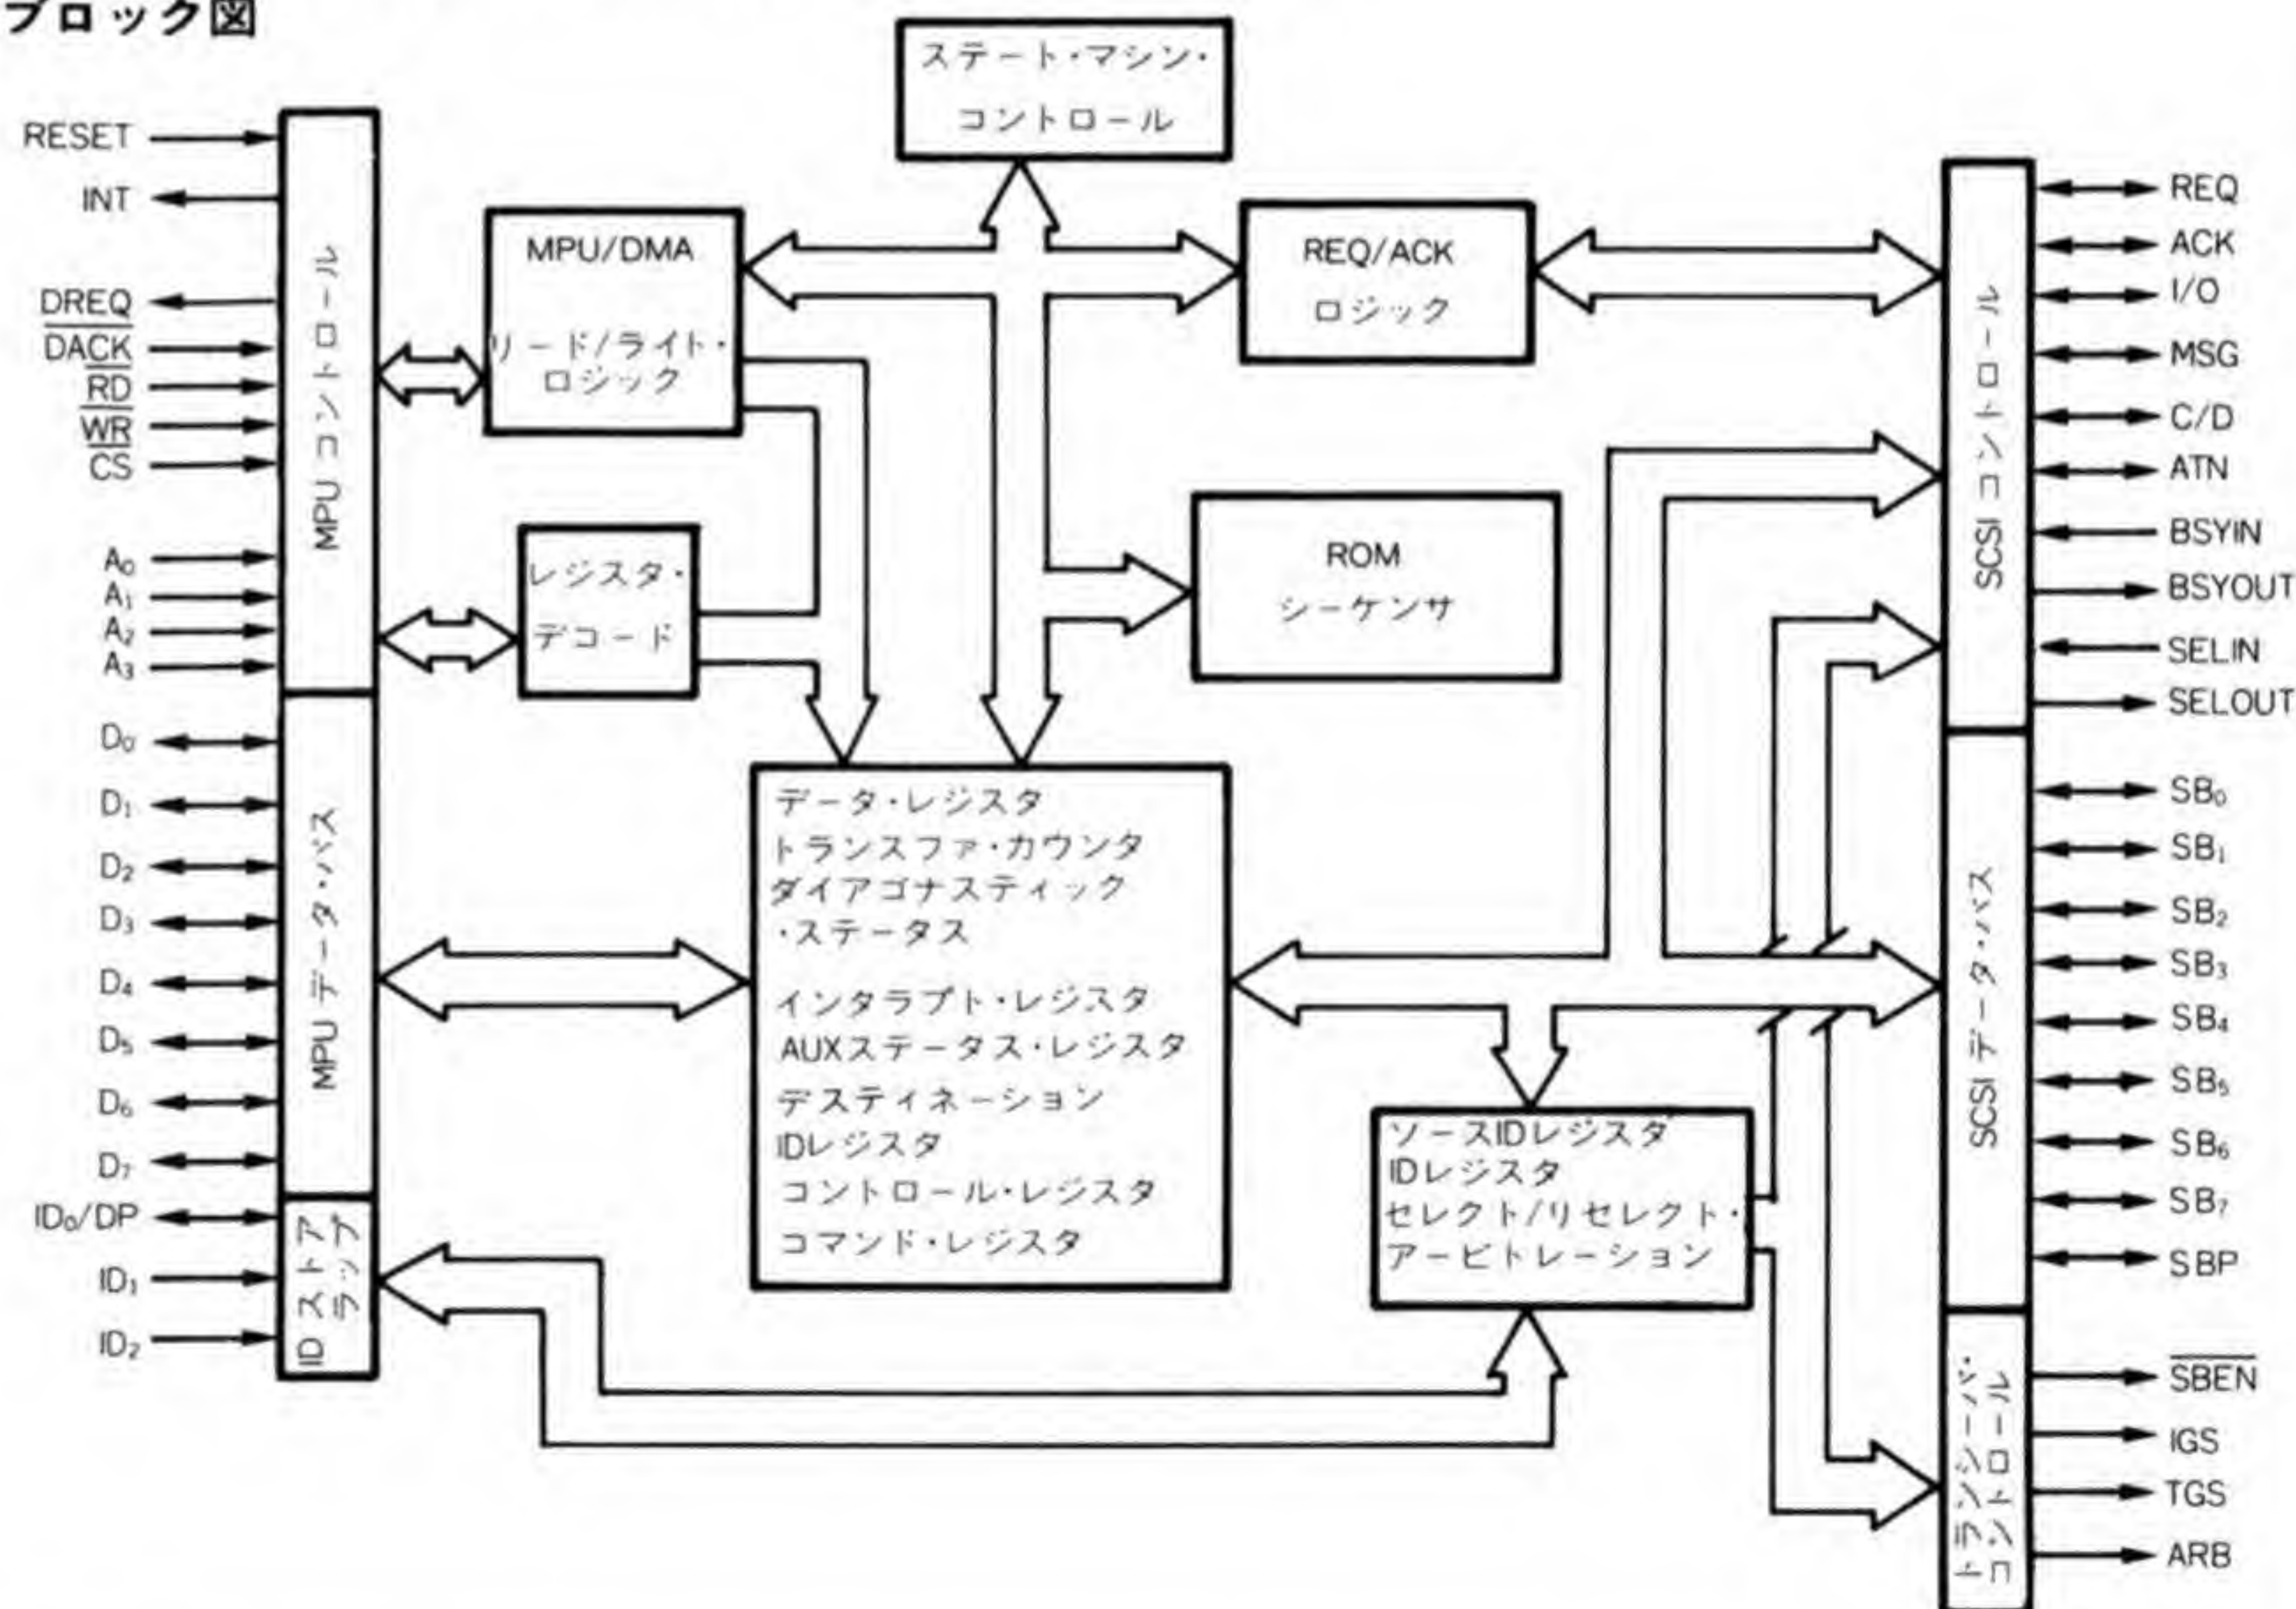 ブロック図
ステート・マシン・
コントロール
RESET
INT
DREQ
DACK
RD
WR
CS
A₀
A₁
A₂
A₃
MPU コントロール
D₀
D₁
D₂
D₃
D₄
D₅
D₆
D₇
MPU データ・バス
ID₀/DP
ID₁
ID₂
ID ストア
ラップ
MPU/DMA
リード/ライト・
ロジック
レジスタ・
デコード
REQ/ACK
ロジック
ROM
シーケンサ
データ・レジスタ
トランスファ・カウンタ
ダイアゴナスティック
・ステータス
インタラプト・レジスタ
AUXステータス・レジスタ
デスティネーション
IDレジスタ
コントロール・レジスタ
コマンド・レジスタ
ソースIDレジスタ
IDレジスタ
セレクト/リセレクト・
アービトレーション
SCSI コントロール
REQ
ACK
I/O
MSG
C/D
ATN
BSYIN
BSYOUT
SELIN
SELOUT
SCSI データ・バス
SB₀
SB₁
SB₂
SB₃
SB₄
SB₅
SB₆
SB₇
SBP
トランシーバ・
コントロール
SBEN
IGS
TGS
ARB